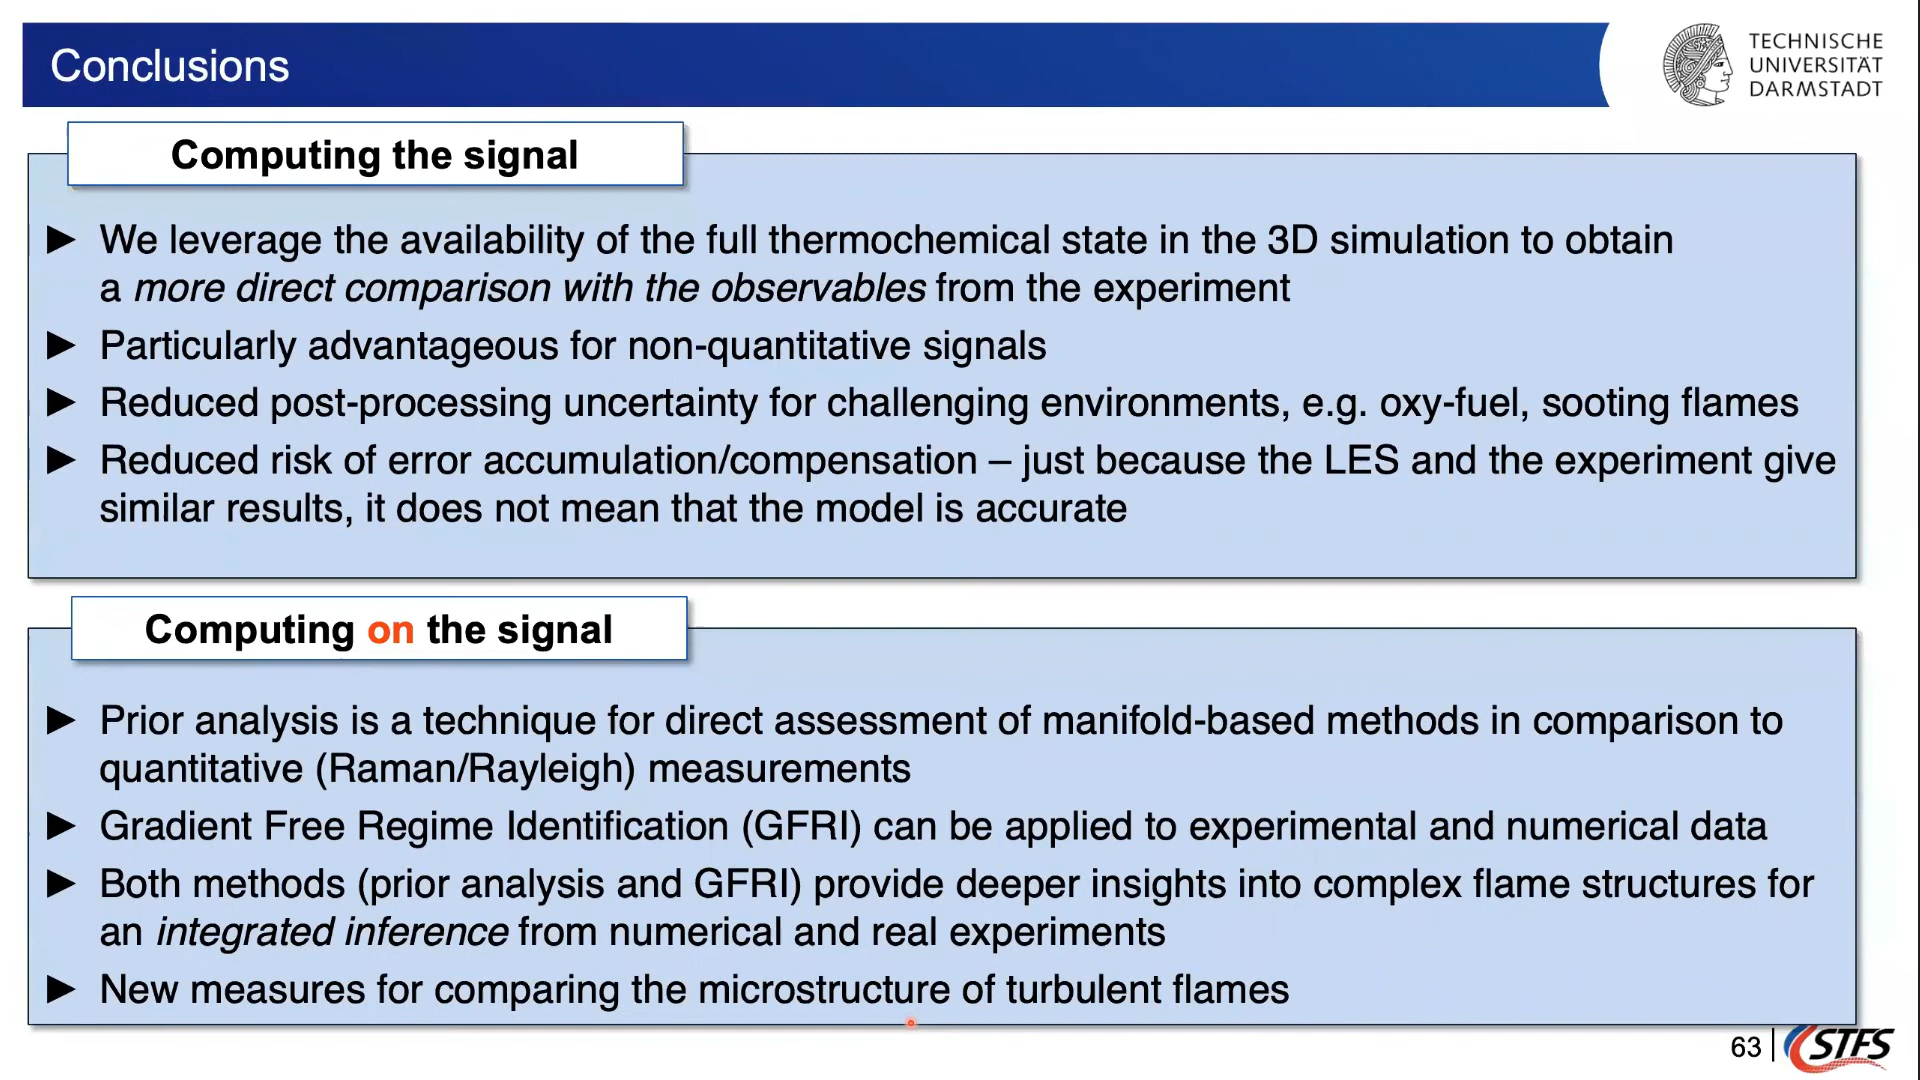 Conclusions
TECHNISCHE
UNIVERSITÄT
DARMSTADT
Computing the signal
► We leverage the availability of the full thermochemical state in the 3D simulation to obtain
a more direct comparison with the observables from the experiment
► Particularly advantageous for non-quantitative signals
► Reduced post-processing uncertainty for challenging environments, e.g. oxy-fuel, sooting flames
► Reduced risk of error accumulation/compensation – just because the LES and the experiment give
similar results, it does not mean that the model is accurate
Computing on the signal
► Prior analysis is a technique for direct assessment of manifold-based methods in comparison to
quantitative (Raman/Rayleigh) measurements
► Gradient Free Regime Identification (GFRI) can be applied to experimental and numerical data
► Both methods (prior analysis and GFRI) provide deeper insights into complex flame structures for
an integrated inference from numerical and real experiments
► New measures for comparing the microstructure of turbulent flames
63 | STFS